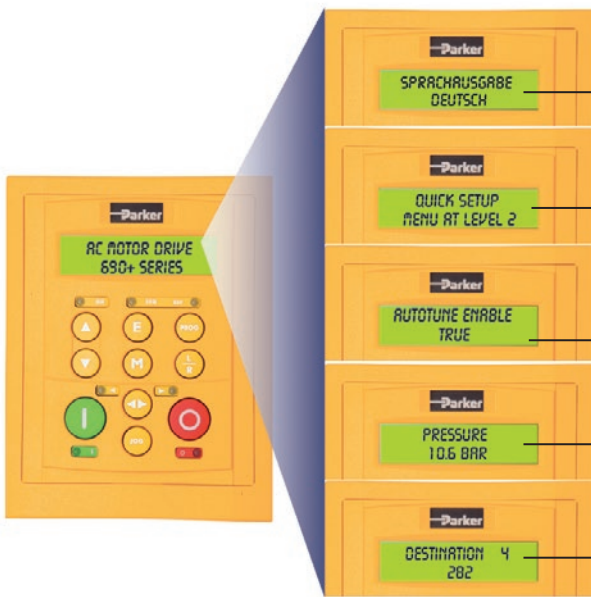 Parker
AC MOTOR DRIVE
690+ SERIES
E
PROG
M
L
R
I
O
JOG
Parker
SPRACHAUSGABE
DEUTSCH
Parker
QUICK SETUP
MENU AT LEVEL 2
Parker
AUTOTUNE ENABLE
TRUE
Parker
PRESSURE
10.6 BAR
Parker
DESTINATION 4
282